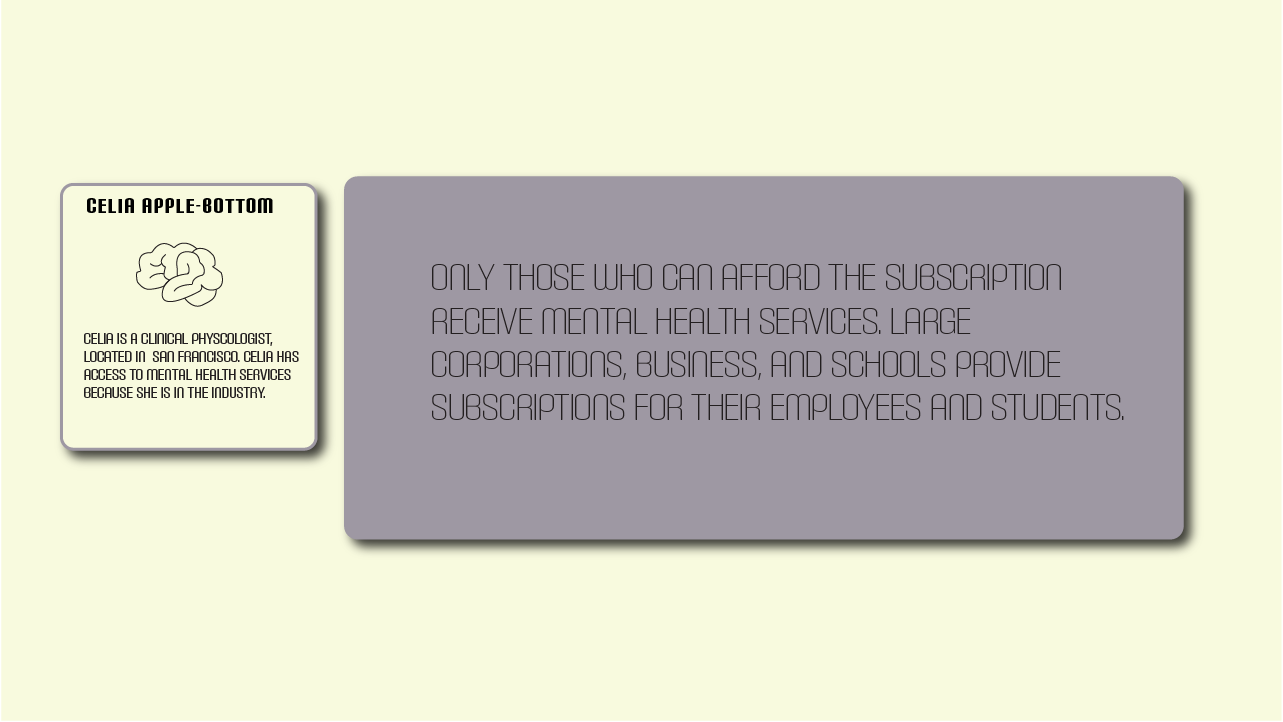 CELIA APPLE-BOTTOM
CELIA IS A CLINICAL PHYSCOLOGIST,
LOCATED IN SAN FRANCISCO. CELIA HAS
ACCESS TO MENTAL HEALTH SERVICES
BECAUSE SHE IS IN THE INDUSTRY.
ONLY THOSE WHO CAN AFFORD THE SUBSCRIPTION
RECEIVE MENTAL HEALTH SERVICES. LARGE
CORPORATIONS, BUSINESS, AND SCHOOLS PROVIDE
SUBSCRIPTIONS FOR THEIR EMPLOYEES AND STUDENTS.